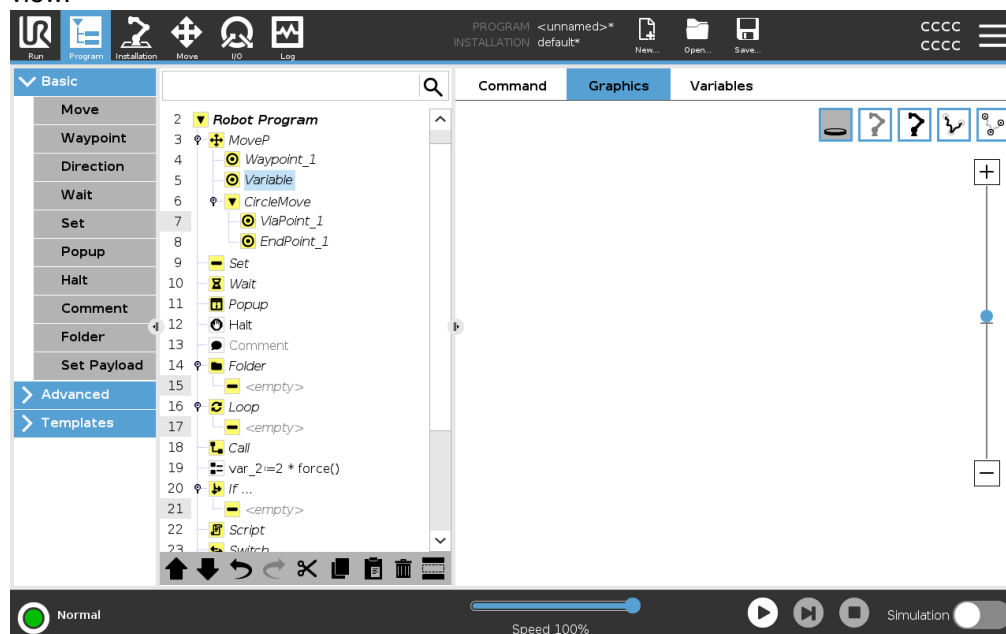 view.
PROGRAM <unnamed>*
INSTALLATION default*
CCCC
CCCC
Run Program Installation Move I/O Log New... Open... Save...
Basic
Move
Waypoint
Direction
Wait
Set
Popup
Halt
Comment
Folder
Set Payload
Advanced
Templates
2 Robot Program
3 MoveP
4 Waypoint_1
5 Variable
6 CircleMove
7 ViaPoint_1
8 EndPoint_1
9 Set
10 Wait
11 Popup
12 Halt
13 Comment
14 Folder
15 <empty>
16 Loop
17 <empty>
18 Call
19 var_2:=2 * force()
20 If ...
21 <empty>
22 Script
23 Switch
Command Graphics Variables
Normal
Speed 100%
Simulation